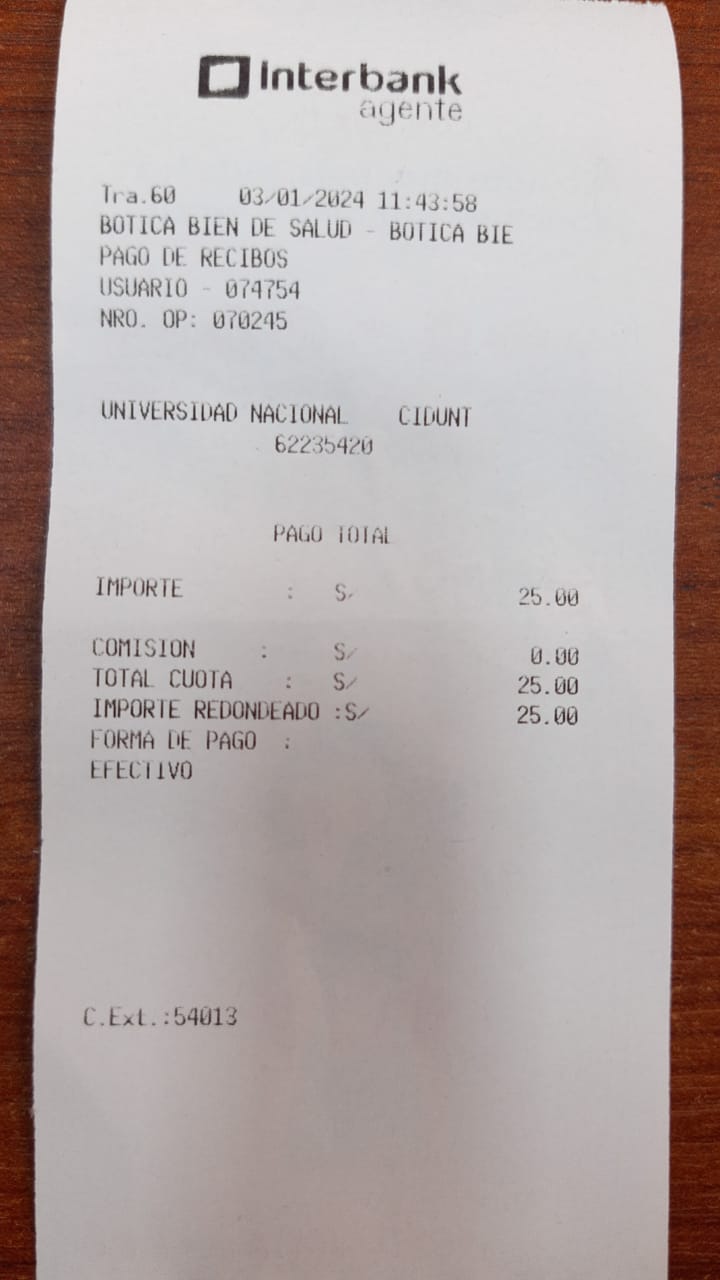 Interbank
agente
Tra.60 03/01/2024 11:43:58
BOTICA BIEN DE SALUD - BOTICA BIE
PAGO DE RECIBOS
USUARIO - 074754
NRO. OP: 070245
UNIVERSIDAD NACIONAL CIDUNT
62235420
PAGO TOTAL
IMPORTE : S/ 25.00
COMISION : S/ 0.00
TOTAL CUOTA : S/ 25.00
IMPORTE REDONDEADO :S/ 25.00
FORMA DE PAGO :
EFECTIVO
C.Ext.:54013